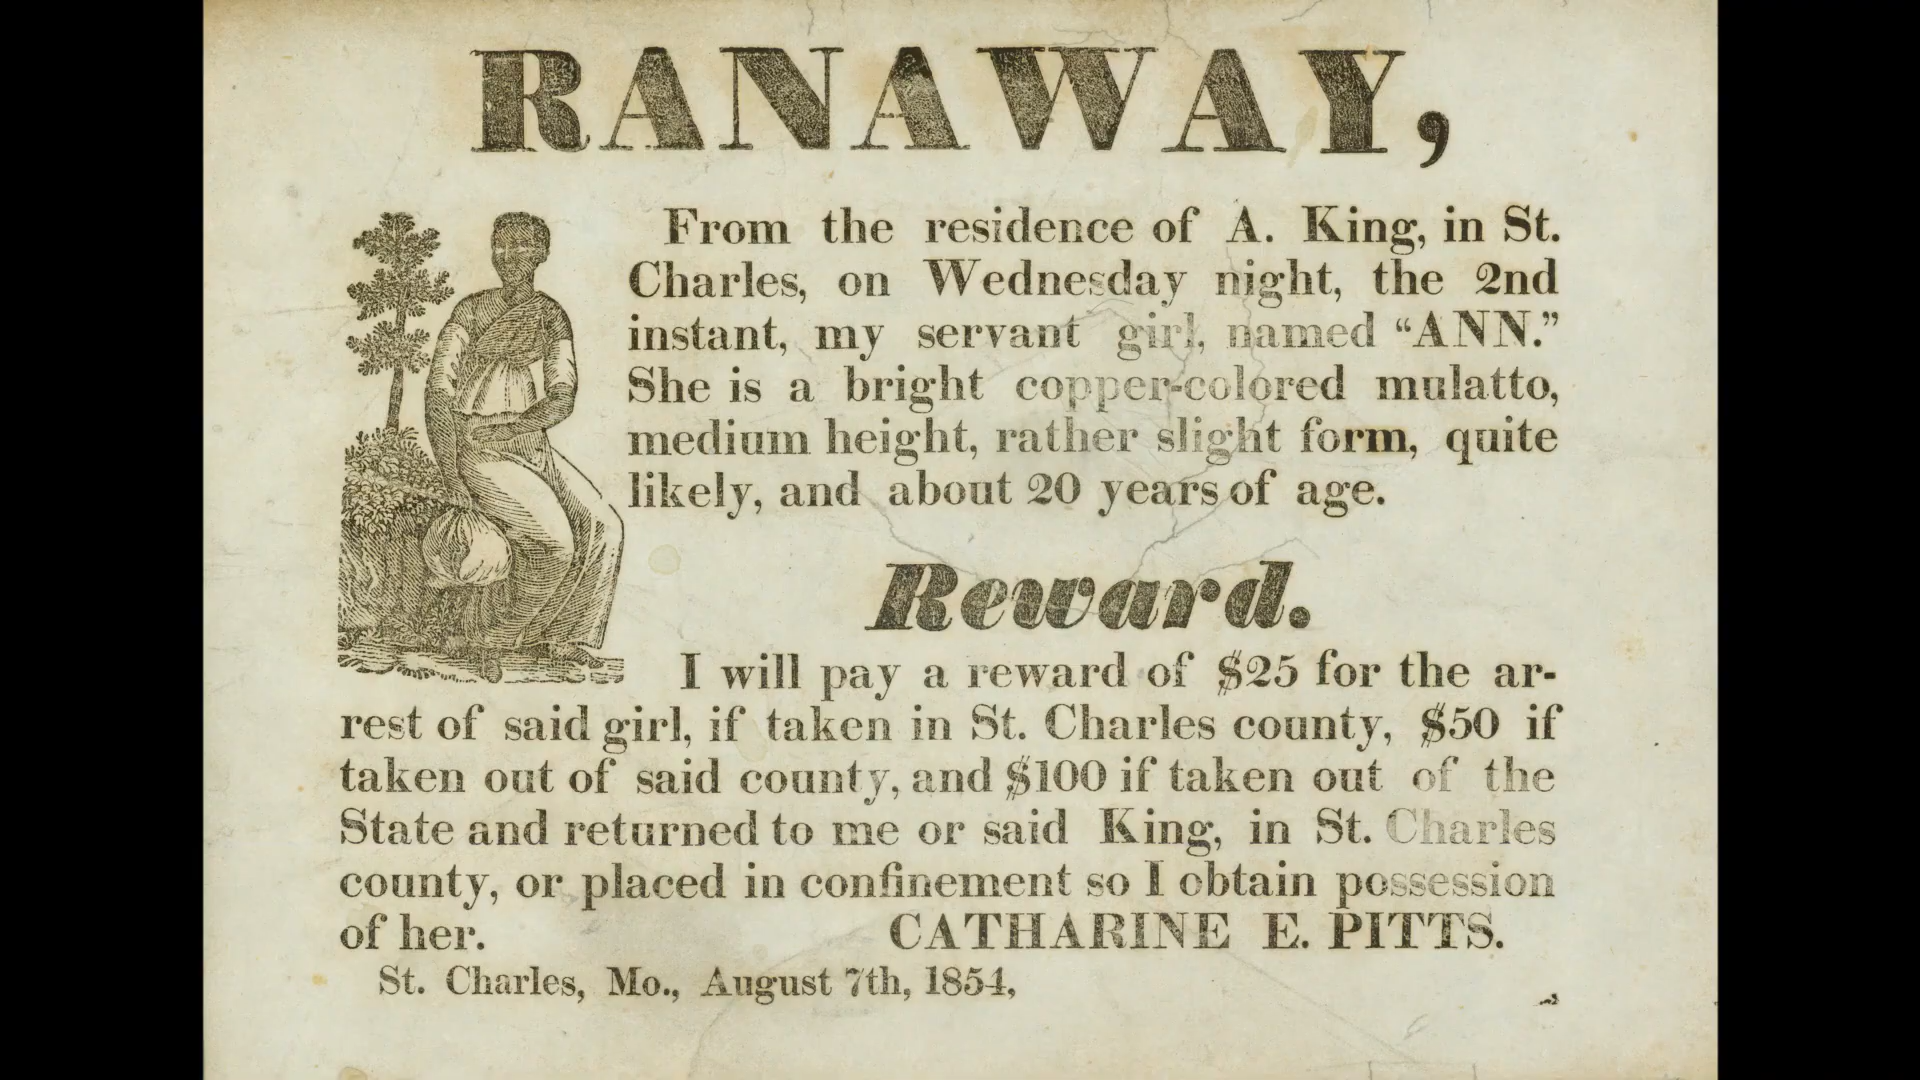 RANAWAY,
From the residence of A. King, in St.
Charles, on Wednesday night, the 2nd
instant, my servant girl, named “ANN.”
She is a bright copper-colored mulatto,
medium height, rather slight form, quite
likely, and about 20 years of age.
Reward.
I will pay a reward of $25 for the ar-
rest of said girl, if taken in St. Charles county, $50 if
taken out of said county, and $100 if taken out of the
State and returned to me or said King, in St. Charles
county, or placed in confinement so I obtain possession
of her. CATHARINE E. PITTS.
St. Charles, Mo., August 7th, 1854,